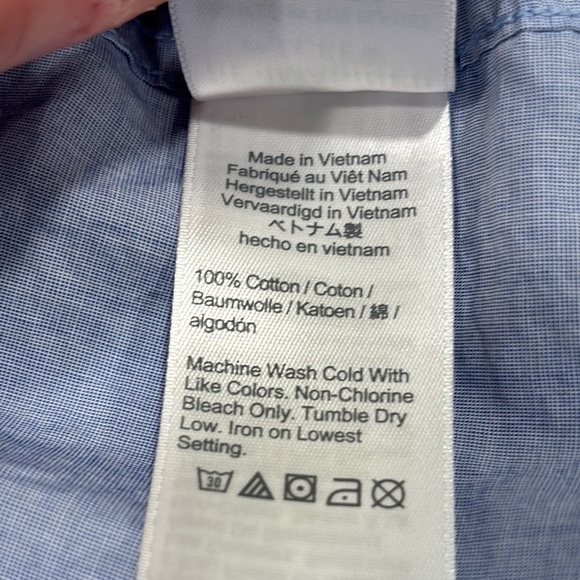 Made in Vietnam
Fabriqué au Viêt Nam
Hergestellt in Vietnam
Vervaardigd in Vietnam
ベトナム製
hecho en vietnam
100% Cotton / Coton /
Baumwolle / Katoen / 綿 /
algodón
Machine Wash Cold With
Like Colors. Non-Chlorine
Bleach Only. Tumble Dry
Low. Iron on Lowest
Setting.
30